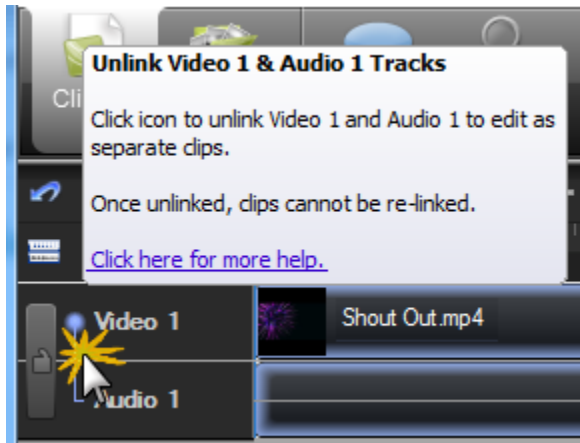 Unlink Video 1 & Audio 1 Tracks
Cli
Click icon to unlink Video 1 and Audio 1 to edit as
separate clips.
Once unlinked, clips cannot be re-linked.
Click here for more help.
Video 1
Shout Out.mp4
Audio 1